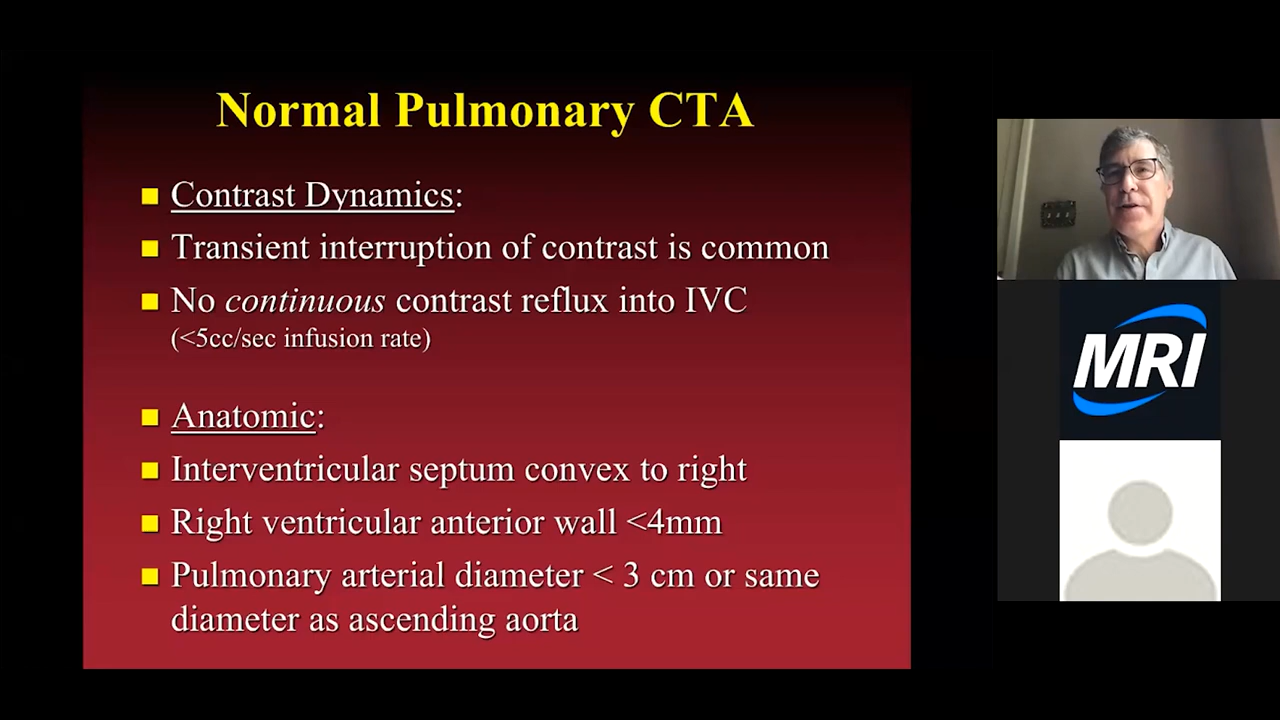 Normal Pulmonary CTA
Contrast Dynamics:
Transient interruption of contrast is common
No continuous contrast reflux into IVC
(<5cc/sec infusion rate)
Anatomic:
Interventricular septum convex to right
Right ventricular anterior wall <4mm
Pulmonary arterial diameter < 3 cm or same
diameter as ascending aorta
MRI